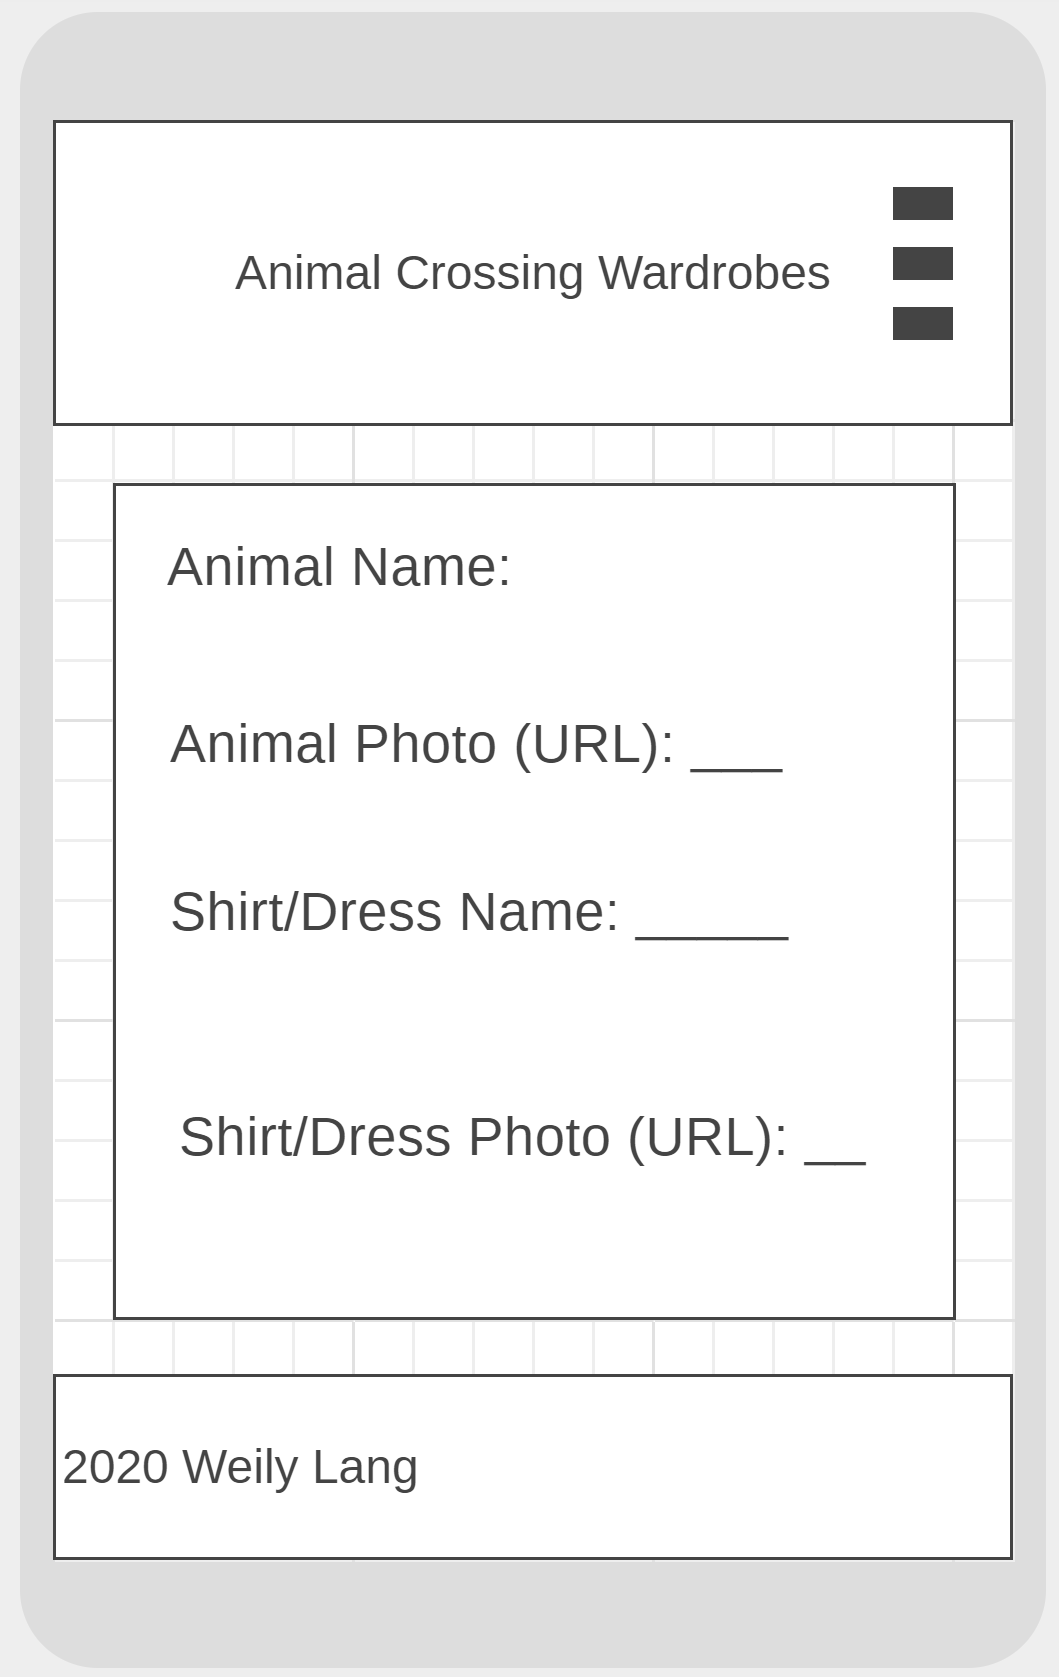 Animal Crossing Wardrobes
Animal Name:
Animal Photo (URL): ___
Shirt/Dress Name: _____
Shirt/Dress Photo (URL): __
2020 Weily Lang